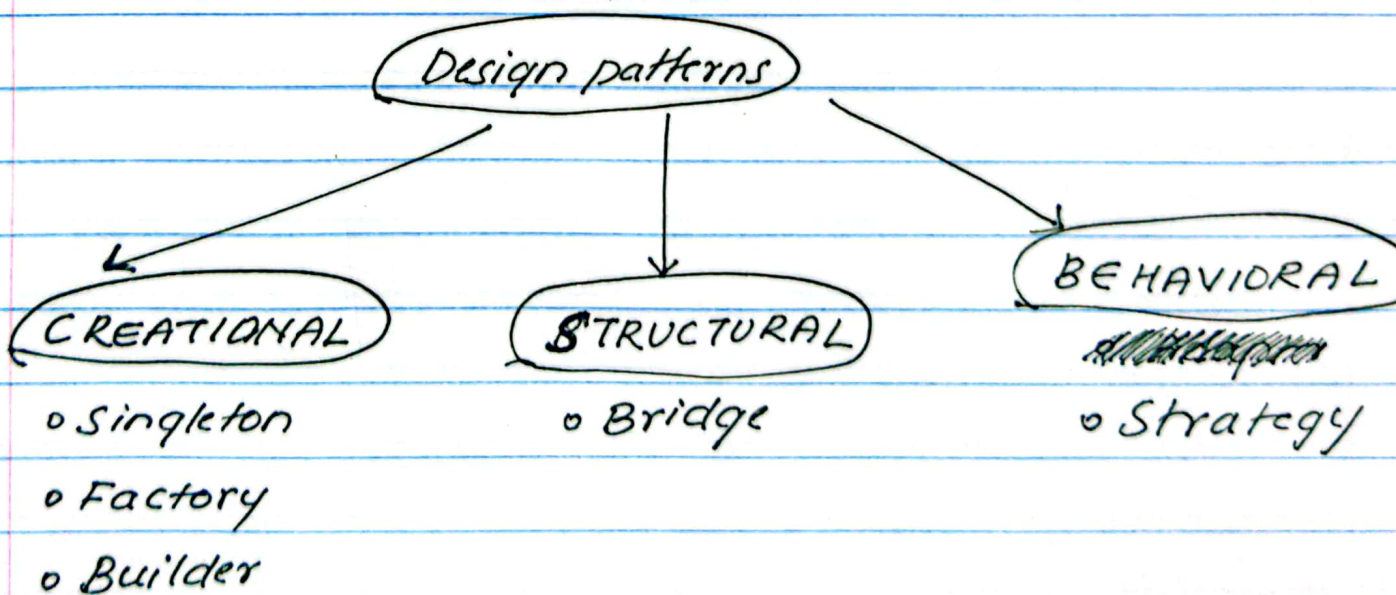 Design patterns
CREATIONAL
STRUCTURAL
BEHAVIORAL
o Singleton
o Bridge
o Strategy
o Factory
o Builder